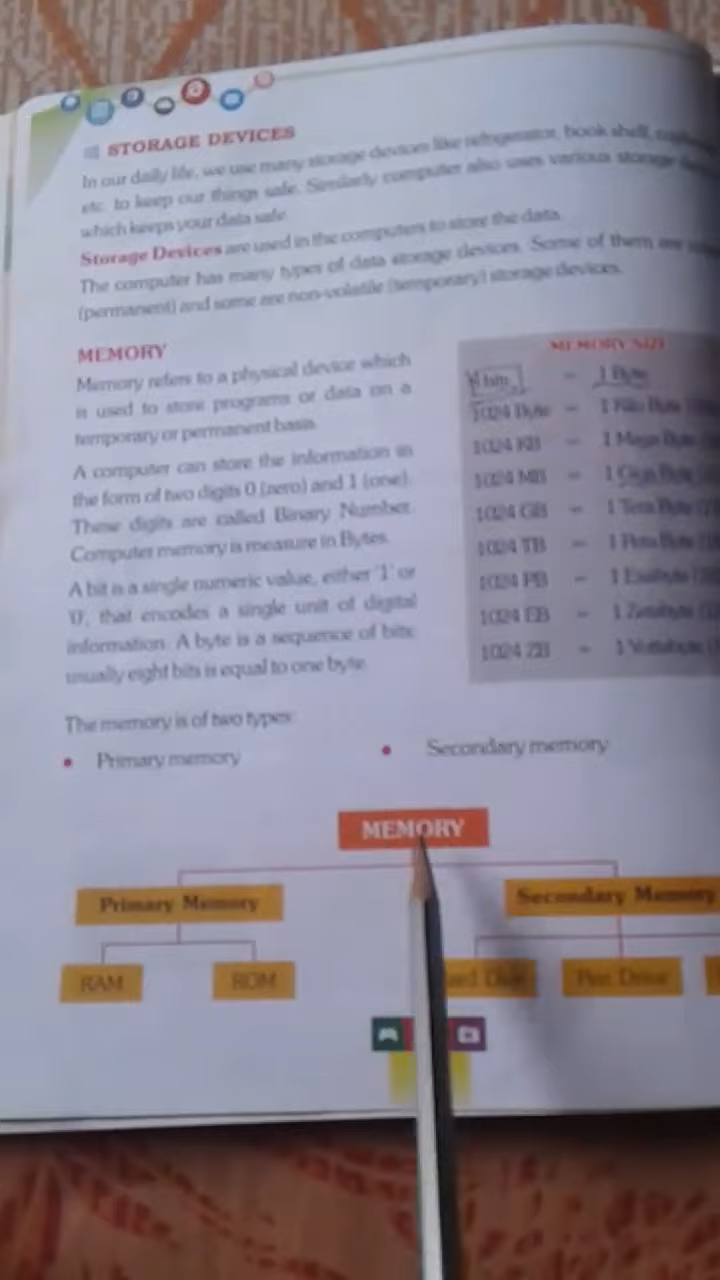 STORAGE DEVICES
In our daily life, we use many storage devices like refrigerator, book shelf,
etc. to keep our things safe. Similarly computer also uses various storage
which keeps your data safe.
Storage Devices are used in the computers to store the data.
The computer has many types of data storage devices. Some of them are
(permanent) and some are non-volatile (temporary) storage devices.
MEMORY
Memory refers to a physical device which
is used to store programs or data on a
temporary or permanent basis.
A computer can store the information in
the form of two digits 0 (zero) and 1 (one).
These digits are called Binary Number.
Computer memory is measure in Bytes.
A bit is a single numeric value, either '1' or
'0', that encodes a single unit of digital
information. A byte is a sequence of bits
usually eight bits is equal to one byte.
MEMORY SIZE
bits = 1 Byte
1024 Byte = 1 Kilo Byte
1024 KB = 1 Mega Byte
1024 MB = 1 Giga Byte
1024 GB = 1 Tera Byte
1024 TB = 1 Peta Byte
1024 PB = 1 Exabyte
1024 EB = 1 Zetabyte
1024 ZB = 1 Yottabyte
The memory is of two types:
• Primary memory • Secondary memory
MEMORY
Primary Memory Secondary Memory
RAM ROM Pen Drive